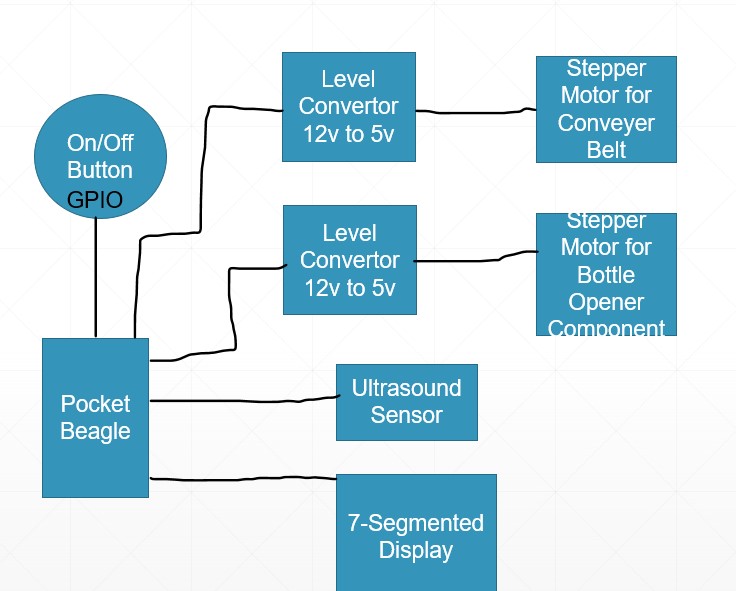 On/Off
Button
GPIO
Level
Convertor
12v to 5v
Stepper
Motor for
Conveyer
Belt
Level
Convertor
12v to 5v
Stepper
Motor for
Bottle
Opener
Component
Pocket
Beagle
Ultrasound
Sensor
7-Segmented
Display